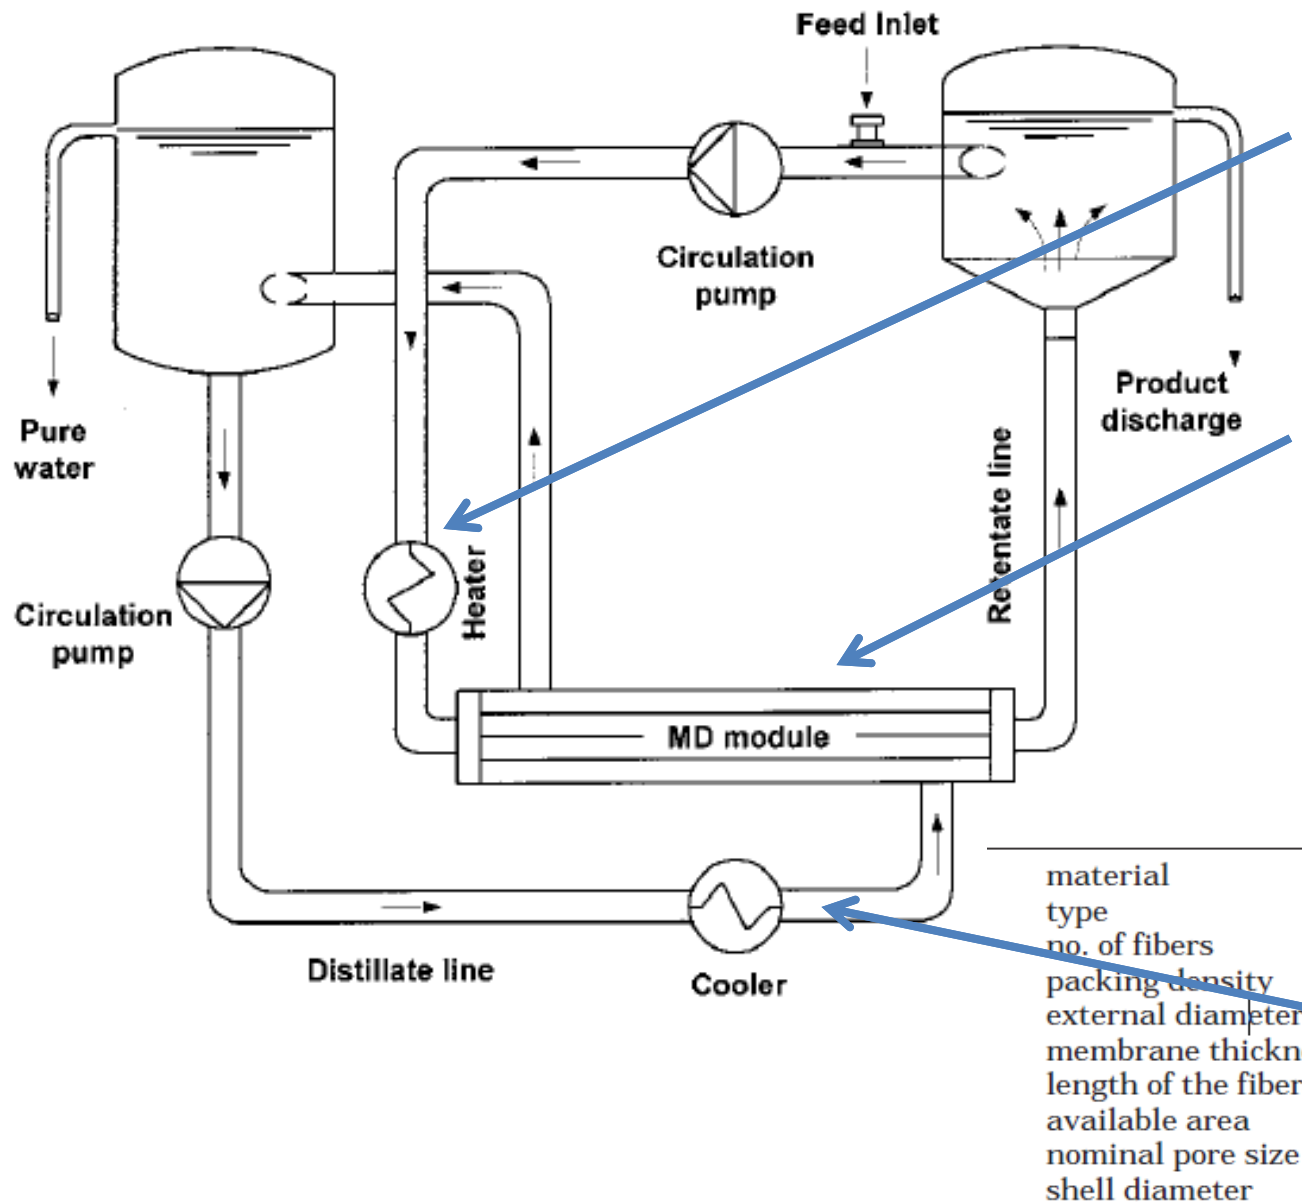 Feed Inlet
Circulation
pump
Pure
water
Product
discharge
Retentate line
Heater
Circulation
pump
MD module
Distillate line
Cooler
material
type
no. of fibers
packing density
external diameter
membrane thickn
length of the fiber
available area
nominal pore size
shell diameter